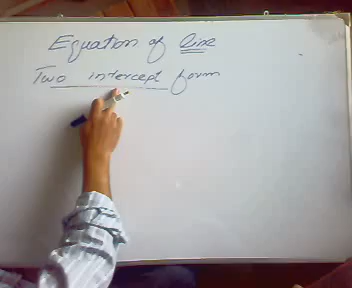 Equation of line
Two intercept form